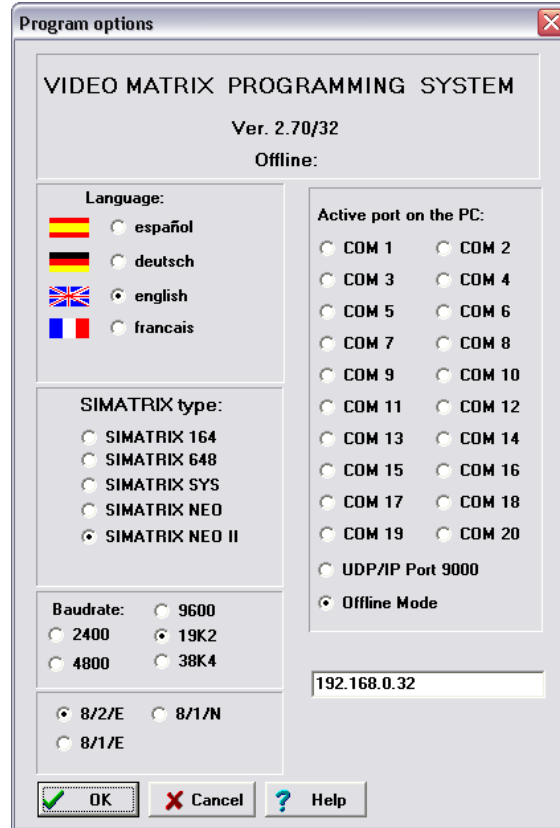 Program options
VIDEO MATRIX PROGRAMMING SYSTEM
Ver. 2.70/32
Offline:
Language:
español
deutsch
english
francais
SIMATRIX type:
SIMATRIX 164
SIMATRIX 648
SIMATRIX SYS
SIMATRIX NEO
SIMATRIX NEO II
Baudrate:
9600
2400
19K2
4800
38K4
8/2/E
8/1/N
8/1/E
Active port on the PC:
COM 1
COM 2
COM 3
COM 4
COM 5
COM 6
COM 7
COM 8
COM 9
COM 10
COM 11
COM 12
COM 13
COM 14
COM 15
COM 16
COM 17
COM 18
COM 19
COM 20
UDP/IP Port 9000
Offline Mode
192.168.0.32
OK
Cancel
Help